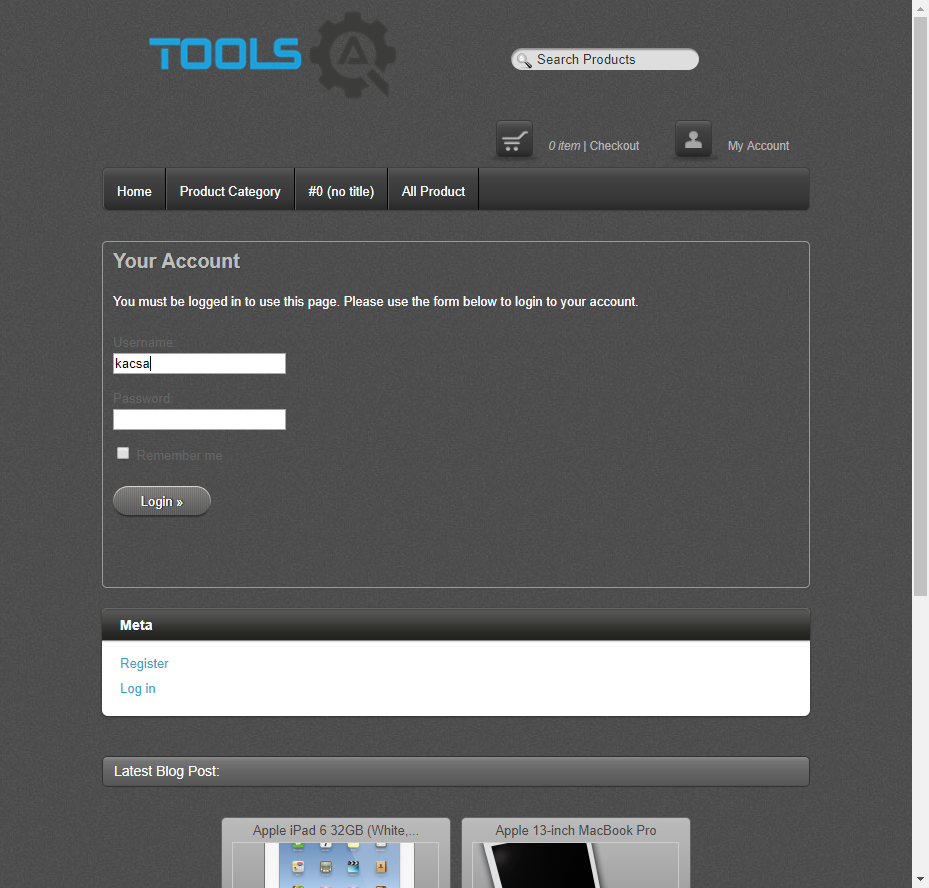 TOOLS A
Search Products
0 item | Checkout
My Account
Home
Product Category
#0 (no title)
All Product
Your Account
You must be logged in to use this page. Please use the form below to login to your account.
Username:
kacsa
Password:
Remember me
Login »
Meta
Register
Log in
Latest Blog Post:
Apple iPad 6 32GB (White,...
Apple 13-inch MacBook Pro